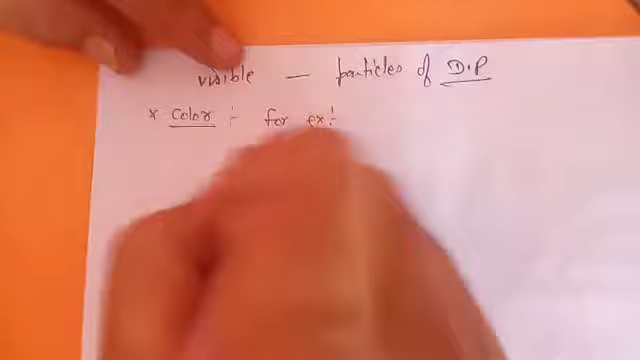 visible — particles of D.P
* Color :- for ex:-